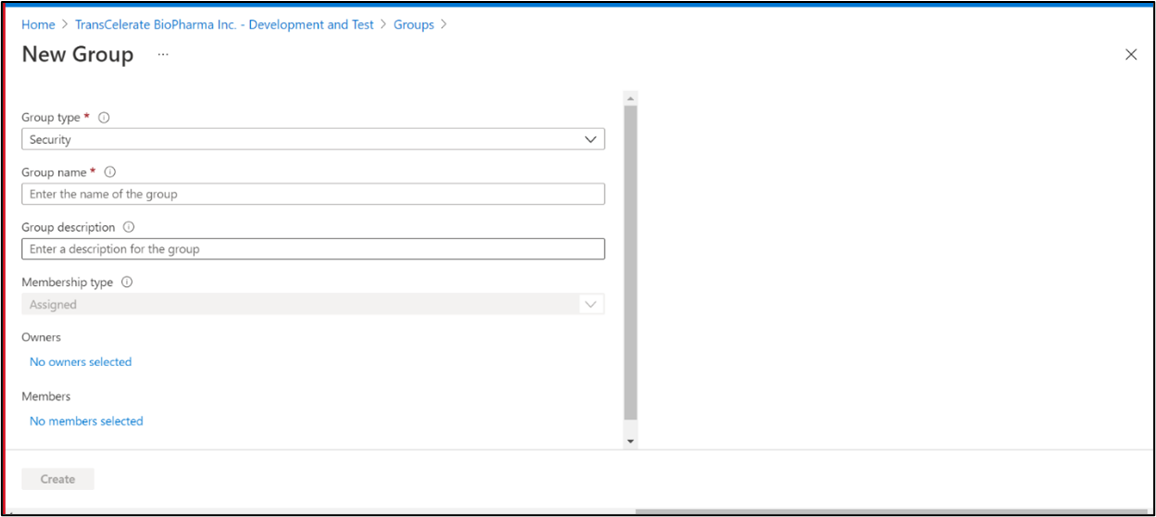 Home > TransCelerate BioPharma Inc. - Development and Test > Groups >
New Group ...
Group type *
Security
Group name *
Enter the name of the group
Group description
Enter a description for the group
Membership type
Assigned
Owners
No owners selected
Members
No members selected
Create